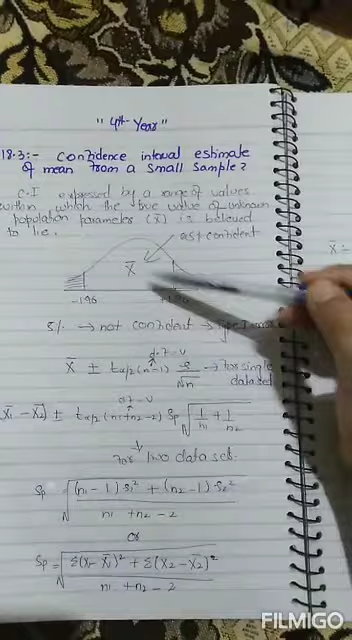 " 4th Year "
18.3:- Confidence interval estimate
of mean from a small sample?
C.I expressed by a range of values
within which the true value of unknown
population parameter (x̄) is believed
to lie.
95% confident
X̄
-1.96 +1.96
5% → not confident → Type I error
d.f = v
X̄ ± tα/2 (n-1) s/√n → For single data set
d.f = v
X̄1 - X̄2) ± tα/2 (n1+n2-2) Sp √(1/n1 + 1/n2)
For two data set
Sp = √((n1 - 1) s1² + (n2 - 1) s2² / n1 + n2 - 2)
or
Sp = √(Σ(X1 - X̄1)² + Σ(X2 - X̄2)² / n1 + n2 - 2)
x̄ =
FILMIGO